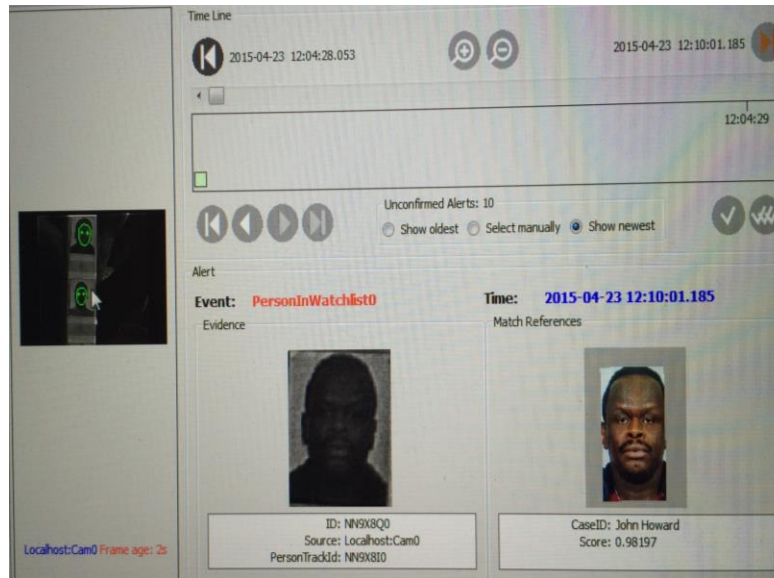 Time Line
2015-04-23 12:04:28.053
2015-04-23 12:10:01.185
12:04:29
Unconfirmed Alerts: 10
Show oldest Select manually Show newest
Alert
Event: PersonInWatchlist0
Time: 2015-04-23 12:10:01.185
Evidence
Match References
ID: NN9X8Q0
Source: Localhost:Cam0
PersonTrackId: NN9X8I0
CaseID: John Howard
Score: 0.98197
Localhost:Cam0 Frame age: 2s